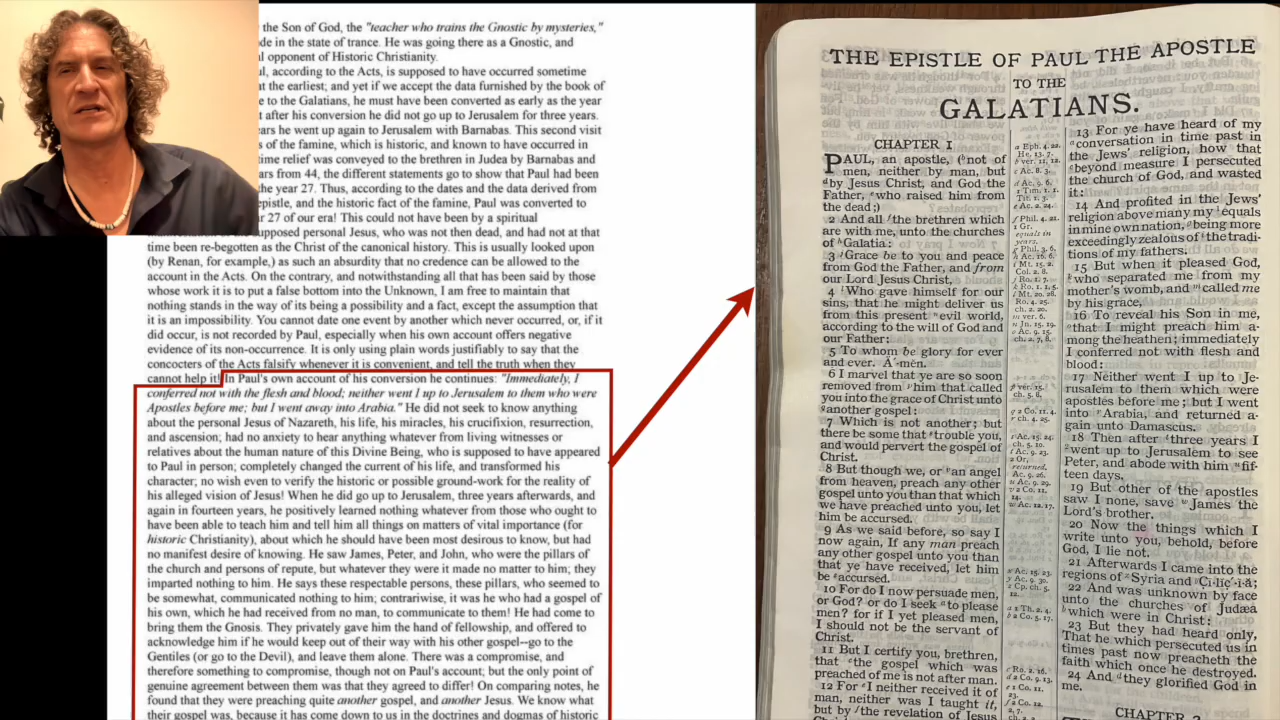 the Son of God, the "teacher who trains the Gnostic by mysteries,"
de in the state of trance. He was going there as a Gnostic, and
l opponent of Historic Christianity.
ul, according to the Acts, is supposed to have occurred sometime
at the earliest; and yet if we accept the data furnished by the book of
e to the Galatians, he must have been converted as early as the year
t after his conversion he did not go up to Jerusalem for three years.
ars he went up again to Jerusalem with Barnabas. This second visit
s of the famine, which is historic, and known to have occurred in
time relief was conveyed to the brethren in Judea by Barnabas and
ars from 44, the different statements go to show that Paul had been
the year 27. Thus, according to the dates and the data derived from
epistle, and the historic fact of the famine, Paul was converted to
r 27 of our era! This could not have been by a spiritual
upposed personal Jesus, who was not then dead, and had not at that
time been re-begotten as the Christ of the canonical history. This is usually looked upon
(by Renan, for example,) as such an absurdity that no credence can be allowed to the
account in the Acts. On the contrary, and notwithstanding all that has been said by those
whose work it is to put a false bottom into the Unknown, I am free to maintain that
nothing stands in the way of its being a possibility and a fact, except the assumption that
it is an impossibility. You cannot date one event by another which never occurred, or, if it
did occur, is not recorded by Paul, especially when his own account offers negative
evidence of its non-occurrence. It is only using plain words justifiably to say that the
concocters of the Acts falsify whenever it is convenient, and tell the truth when they
cannot help it! In Paul's own account of his conversion he continues: "Immediately, I
conferred not with the flesh and blood; neither went I up to Jerusalem to them who were
Apostles before me; but I went away into Arabia." He did not seek to know anything
about the personal Jesus of Nazareth, his life, his miracles, his crucifixion, resurrection,
and ascension; had no anxiety to hear anything whatever from living witnesses or
relatives about the human nature of this Divine Being, who is supposed to have appeared
to Paul in person; completely changed the current of his life, and transformed his
character; no wish even to verify the historic or possible ground-work for the reality of
his alleged vision of Jesus! When he did go up to Jerusalem, three years afterwards, and
again in fourteen years, he positively learned nothing whatever from those who ought to
have been able to teach him and tell him all things on matters of vital importance (for
historic Christianity), about which he should have been most desirous to know, but had
no manifest desire of knowing. He saw James, Peter, and John, who were the pillars of
the church and persons of repute, but whatever they were it made no matter to him; they
imparted nothing to him. He says these respectable persons, these pillars, who seemed to
be somewhat, communicated nothing to him; contrariwise, it was he who had a gospel of
his own, which he had received from no man, to communicate to them! He had come to
bring them the Gnosis. They privately gave him the hand of fellowship, and offered to
acknowledge him if he would keep out of their way with his other gospel--go to the
Gentiles (or go to the Devil), and leave them alone. There was a compromise, and
therefore something to compromise, though not on Paul's account; but the only point of
genuine agreement between them was that they agreed to differ! On comparing notes, he
found that they were preaching quite another gospel, and another Jesus. We know what
their gospel was, because it has come down to us in the doctrines and dogmas of historic
THE EPISTLE OF PAUL THE APOSTLE
TO THE
GALATIANS.
CHAPTER 1
PAUL, an apostle, (not of
men, neither by man, but
by Jesus Christ, and God the
Father, who raised him from
the dead;)
2 And all the brethren which
are with me, unto the churches
of Galatia:
3 Grace be to you and peace
from God the Father, and from
our Lord Jesus Christ,
4 Who gave himself for our
sins, that he might deliver us
from this present evil world,
according to the will of God and
our Father:
5 To whom be glory for ever
and ever. A-men.
6 I marvel that ye are so soon
removed from him that called
you into the grace of Christ unto
another gospel:
7 Which is not another; but
there be some that trouble you,
and would pervert the gospel of
Christ.
8 But though we, or an angel
from heaven, preach any other
gospel unto you than that which
we have preached unto you, let
him be accursed.
9 As we said before, so say I
now again, If any man preach
any other gospel unto you than
that ye have received, let him
be accursed.
10 For do I now persuade men,
or God? or do I seek to please
men? for if I yet pleased men,
I should not be the servant of
Christ.
11 But I certify you, brethren,
that the gospel which was
preached of me is not after man.
12 For I neither received it of
man, neither was I taught it,
but by the revelation of Jesus
13 For ye have heard of my
conversation in time past in
the Jews' religion, how that
beyond measure I persecuted
the church of God, and wasted
it:
14 And profited in the Jews'
religion above many my equals
in mine own nation, being more
exceedingly zealous of the tradi-
tions of my fathers.
15 But when it pleased God,
who separated me from my
mother's womb, and called me
by his grace,
16 To reveal his Son in me,
that I might preach him a-
mong the heathen; immediately
I conferred not with flesh and
blood:
17 Neither went I up to Je-
rusalem to them which were
apostles before me; but I went
into Arabia, and returned a-
gain unto Damascus.
18 Then after three years I
went up to Jerusalem to see
Peter, and abode with him fif-
teen days.
19 But other of the apostles
saw I none, save James the
Lord's brother.
20 Now the things which I
write unto you, behold, before
God, I lie not.
21 Afterwards I came into the
regions of Syria and Ci-lic-i-a;
22 And was unknown by face
unto the churches of Judæa
which were in Christ:
23 But they had heard only,
That he which persecuted us in
times past now preacheth the
faith which once he destroyed.
24 And they glorified God in
me.
CHAPTER